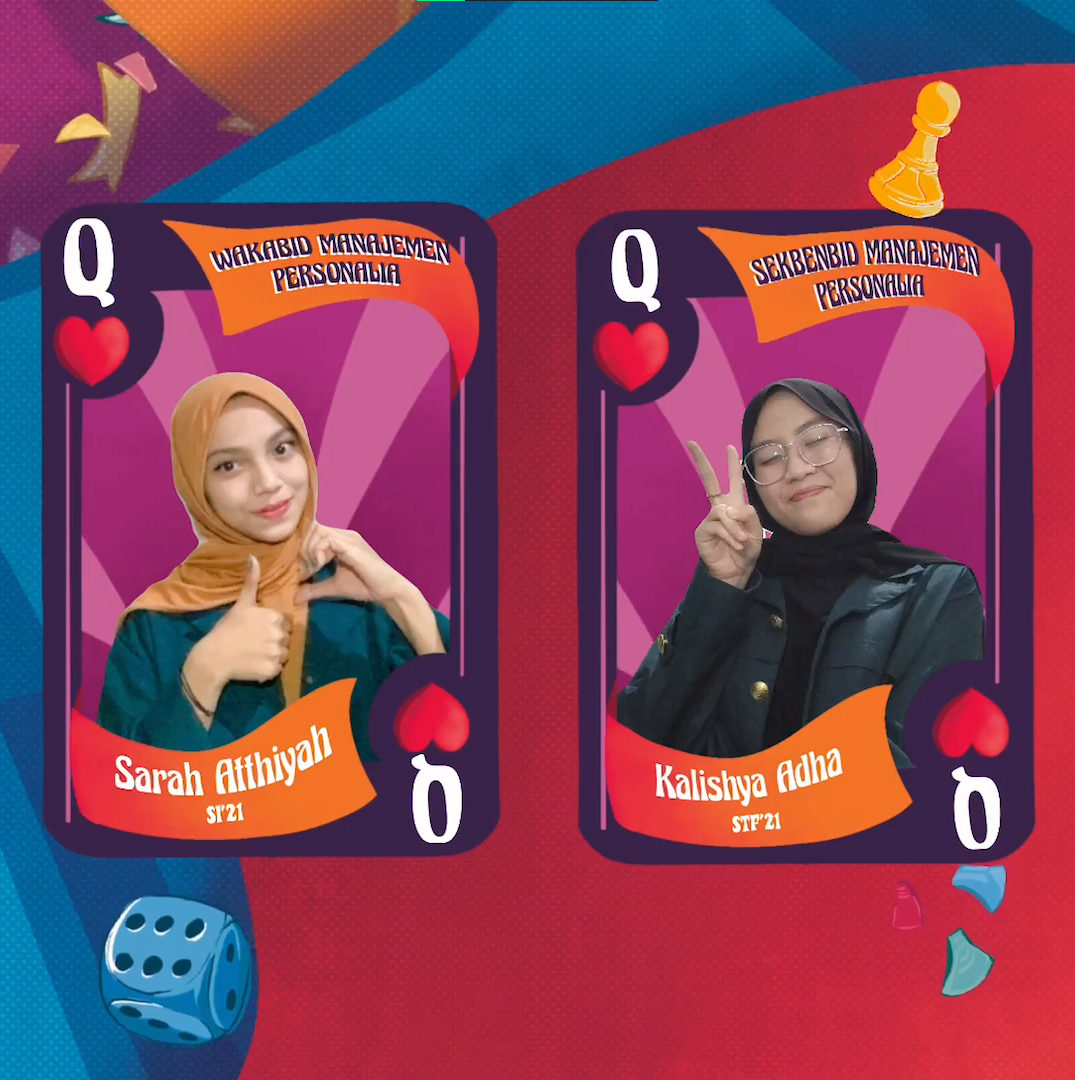 Q
WAKABID MANAJEMEN
PERSONALIA
Sarah Atthiyah
SI'21
Q
Q
SEKBENBID MANAJEMEN
PERSONALIA
Kalishya Adha
STF'21
Q